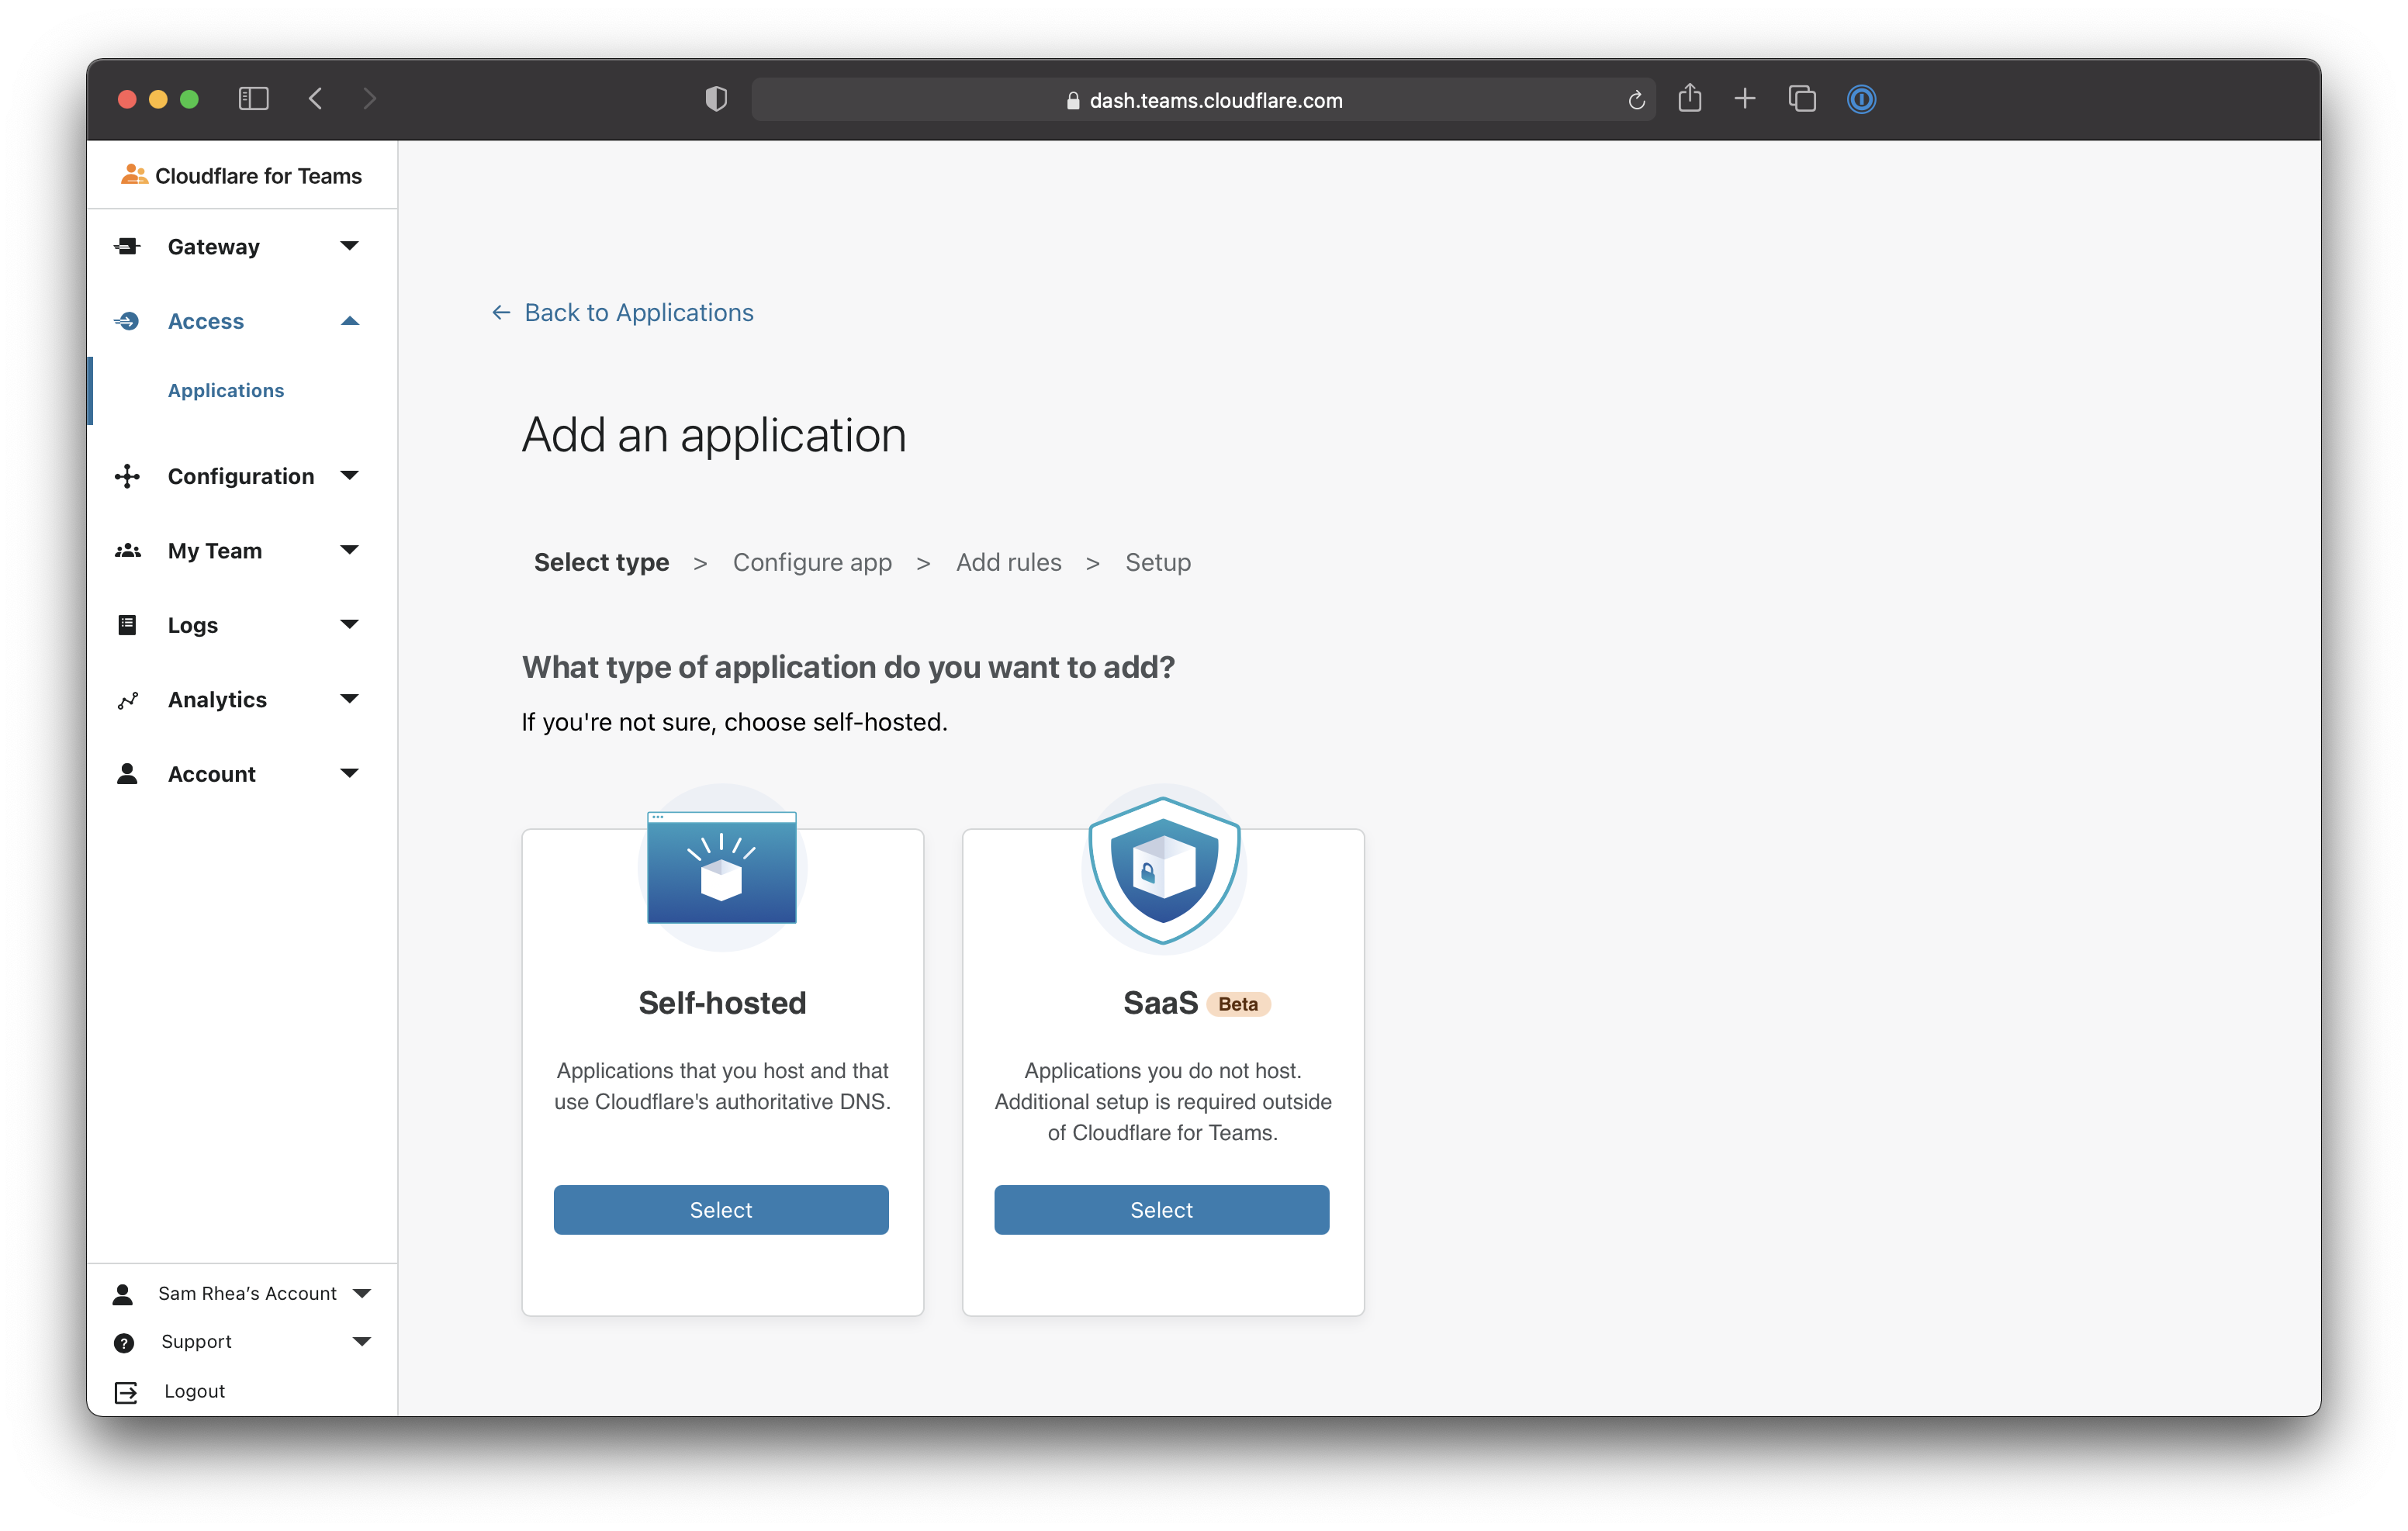 dash.teams.cloudflare.com
Cloudflare for Teams
Gateway
Access
Applications
Configuration
My Team
Logs
Analytics
Account
Sam Rhea’s Account
Support
Logout
← Back to Applications
Add an application
Select type > Configure app > Add rules > Setup
What type of application do you want to add?
If you're not sure, choose self-hosted.
Self-hosted
Applications that you host and that
use Cloudflare's authoritative DNS.
Select
SaaS Beta
Applications you do not host.
Additional setup is required outside
of Cloudflare for Teams.
Select